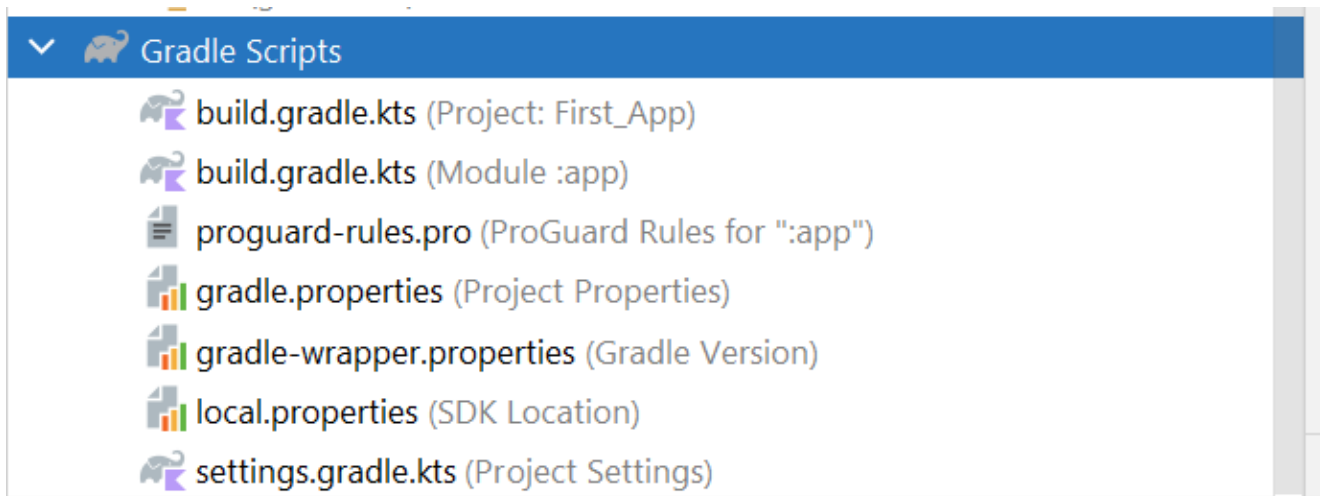 Gradle Scripts
build.gradle.kts (Project: First_App)
build.gradle.kts (Module :app)
proguard-rules.pro (ProGuard Rules for ":app")
gradle.properties (Project Properties)
gradle-wrapper.properties (Gradle Version)
local.properties (SDK Location)
settings.gradle.kts (Project Settings)